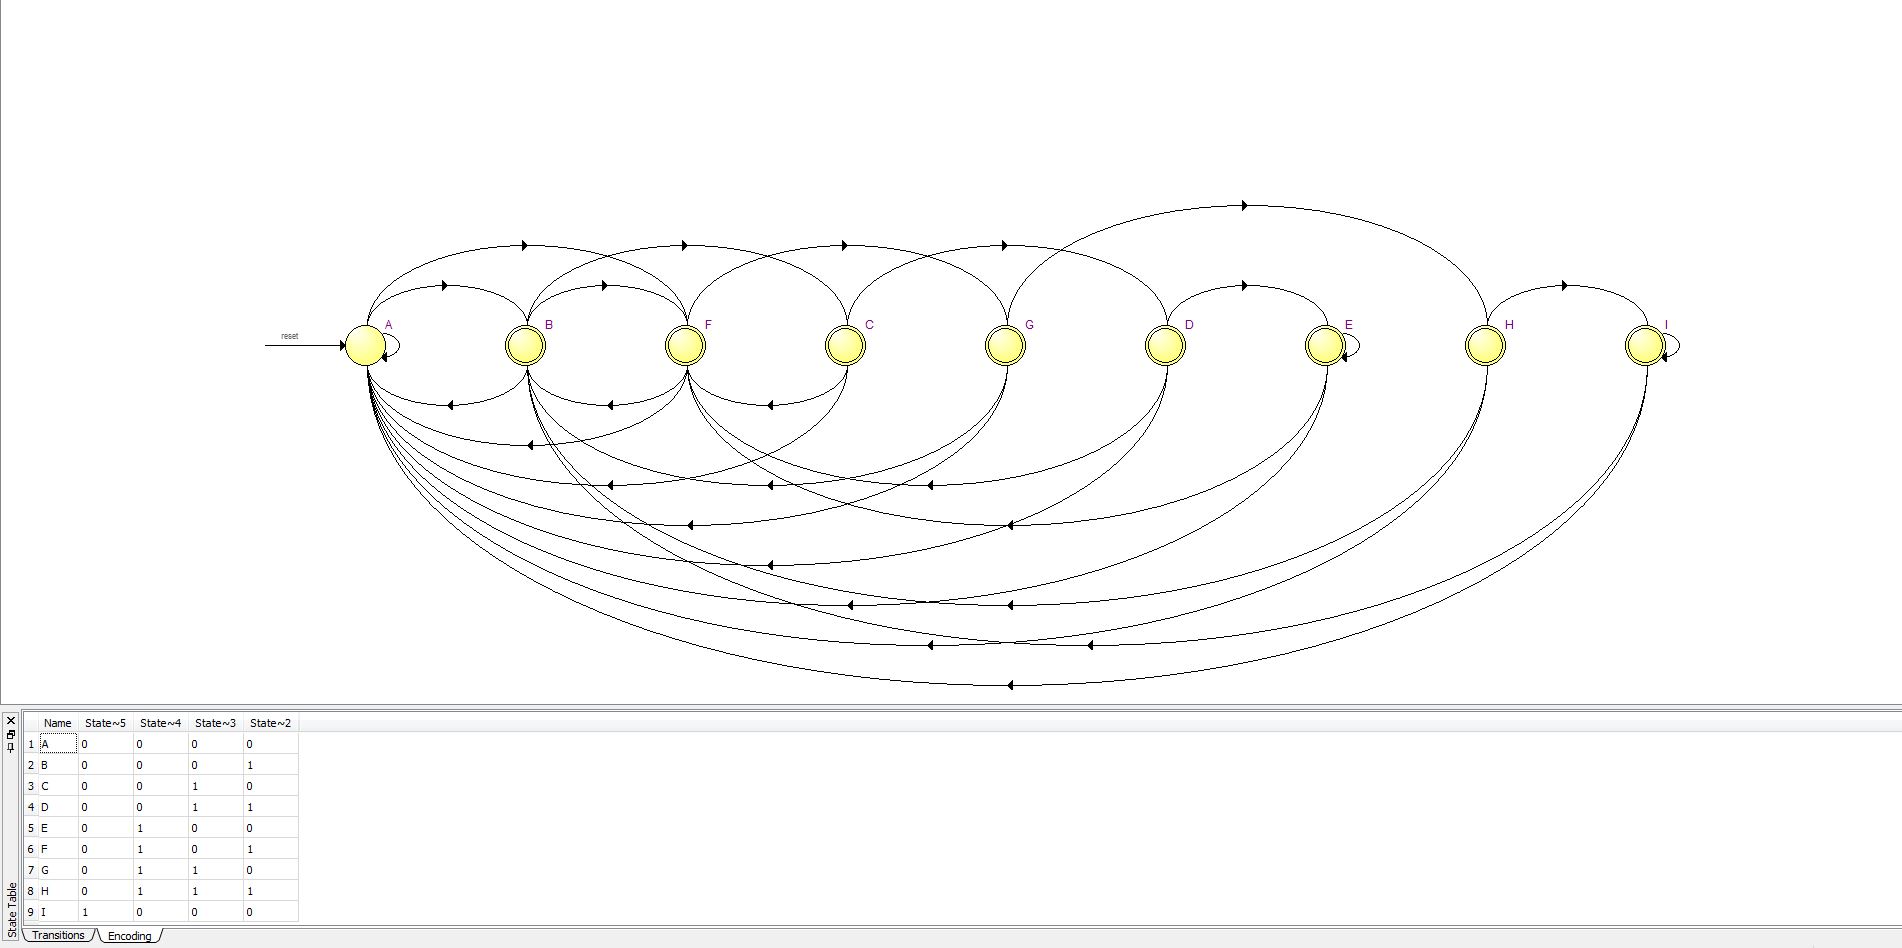 A B F C G D E H I
reset
Name State~5 State~4 State~3 State~2
1 A 0 0 0 0
2 B 0 0 0 1
3 C 0 0 1 0
4 D 0 0 1 1
5 E 0 1 0 0
6 F 0 1 0 1
7 G 0 1 1 0
8 H 0 1 1 1
9 I 1 0 0 0
State Table
Transitions Encoding